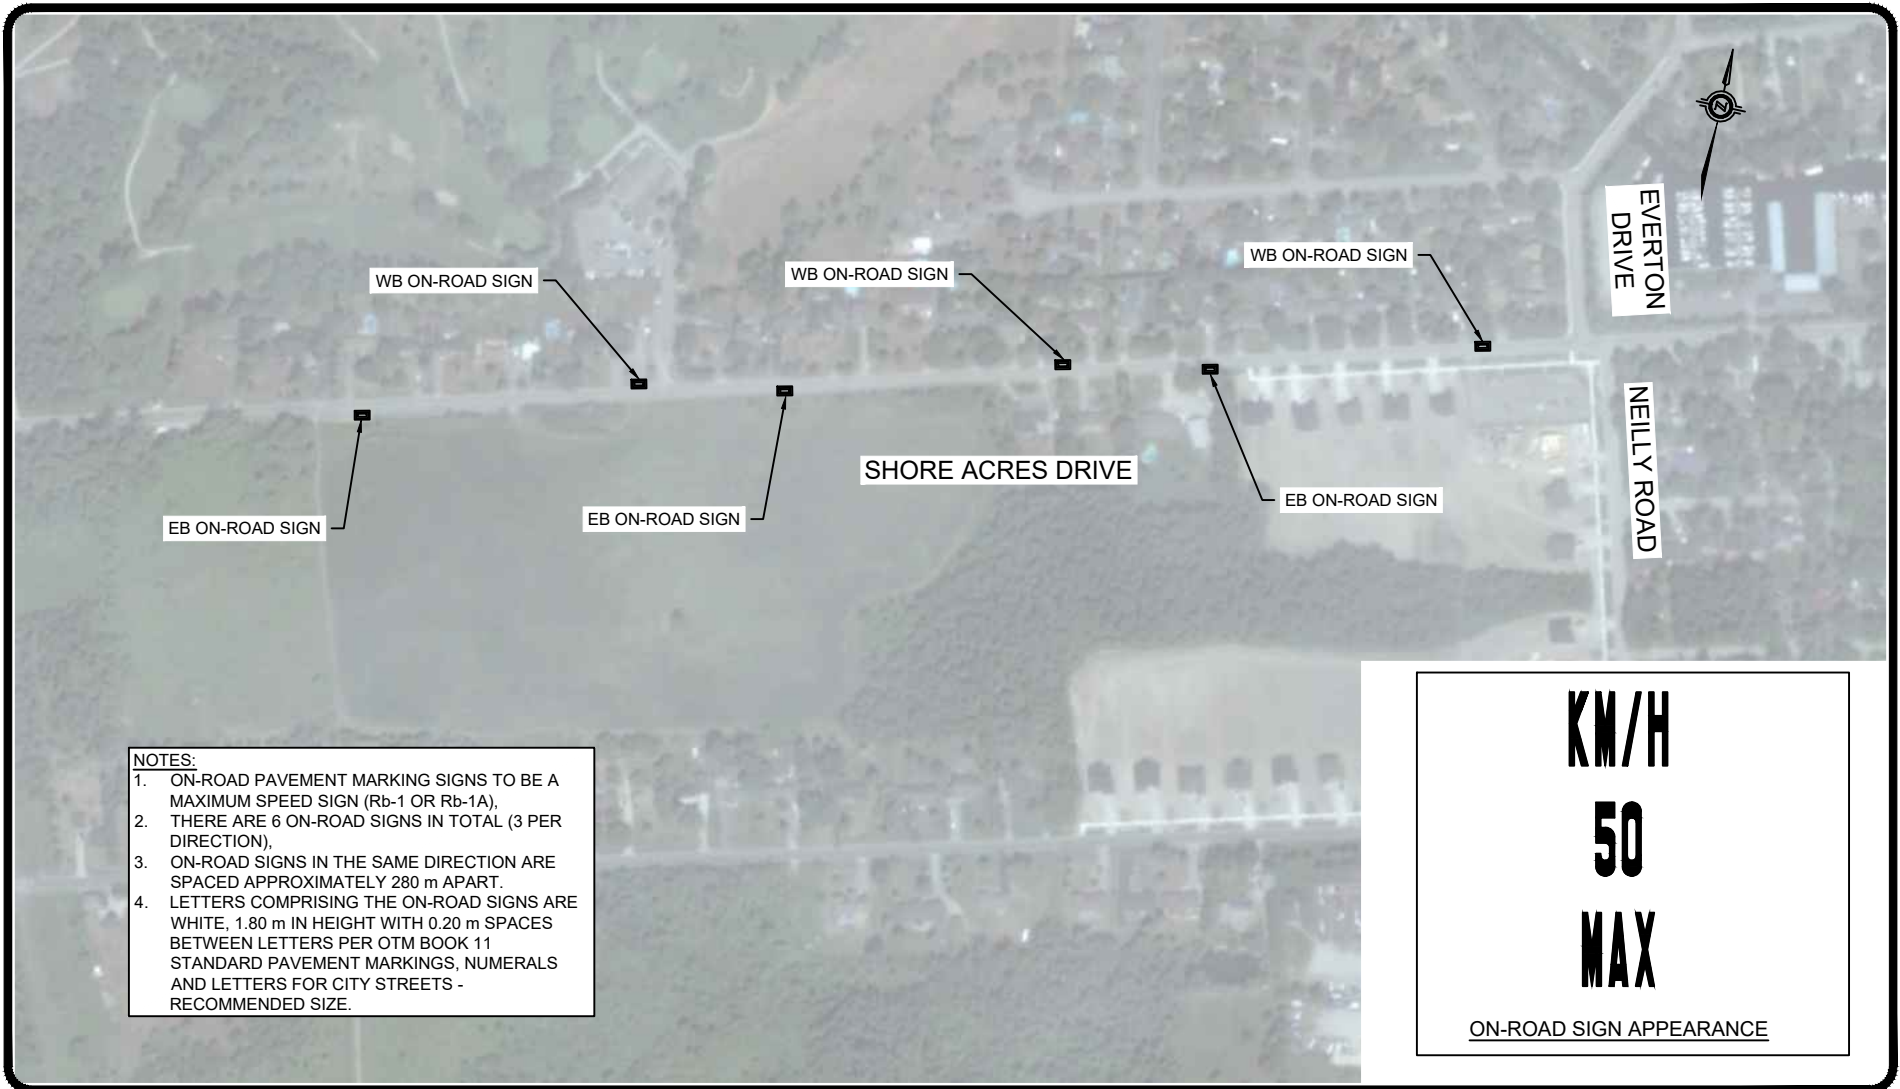 Z
EVERTON
DRIVE
WB ON-ROAD SIGN
WB ON-ROAD SIGN
WB ON-ROAD SIGN
SHORE ACRES DRIVE
NEILLY ROAD
EB ON-ROAD SIGN
EB ON-ROAD SIGN
EB ON-ROAD SIGN
NOTES:
1. ON-ROAD PAVEMENT MARKING SIGNS TO BE A
MAXIMUM SPEED SIGN (Rb-1 OR Rb-1A),
2. THERE ARE 6 ON-ROAD SIGNS IN TOTAL (3 PER
DIRECTION),
3. ON-ROAD SIGNS IN THE SAME DIRECTION ARE
SPACED APPROXIMATELY 280 m APART.
4. LETTERS COMPRISING THE ON-ROAD SIGNS ARE
WHITE, 1.80 m IN HEIGHT WITH 0.20 m SPACES
BETWEEN LETTERS PER OTM BOOK 11
STANDARD PAVEMENT MARKINGS, NUMERALS
AND LETTERS FOR CITY STREETS -
RECOMMENDED SIZE.
KM/H
50
MAX
ON-ROAD SIGN APPEARANCE